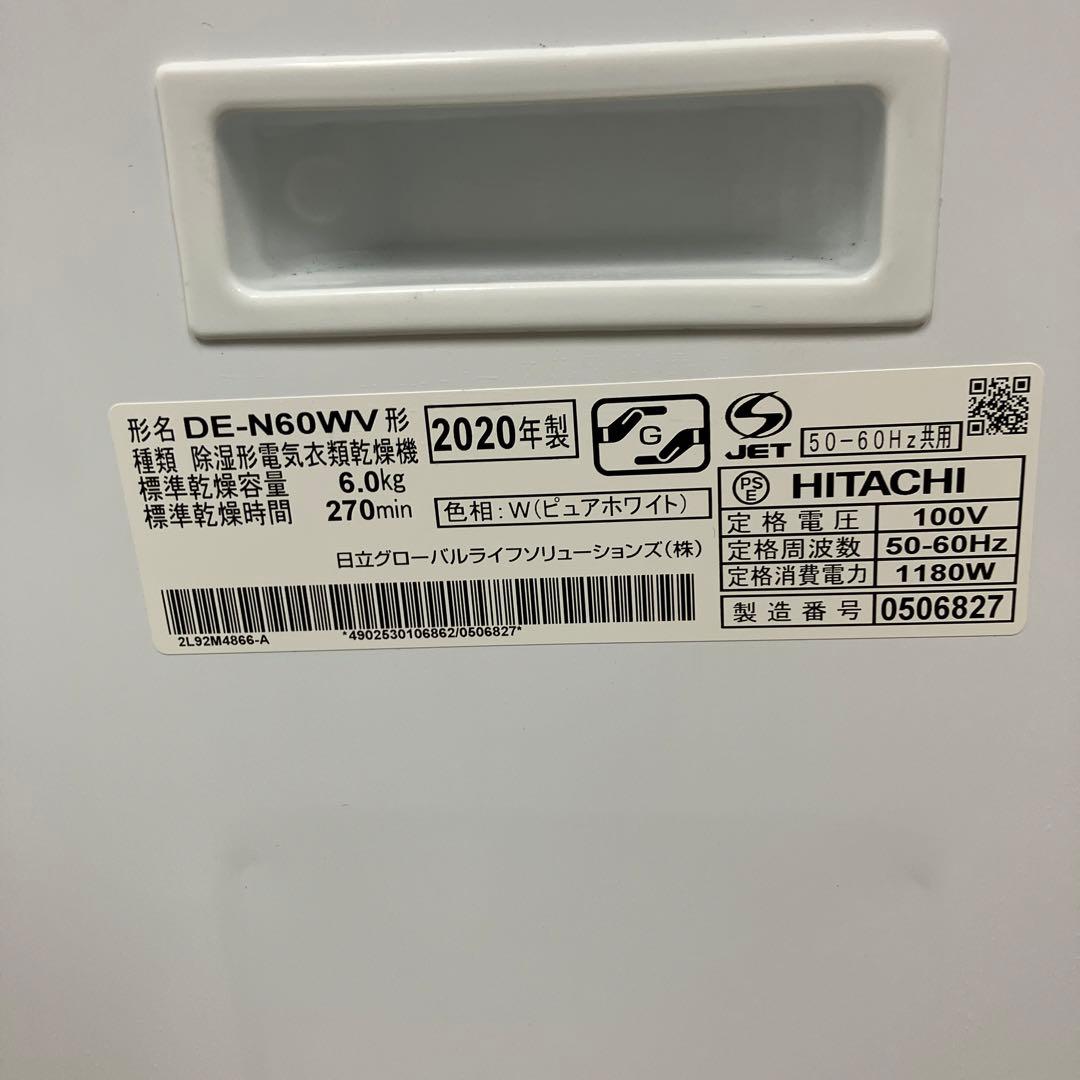 形名 DE-N60WV 形
種類 除湿形電気衣類乾燥機
標準乾燥容量 6.0kg
標準乾燥時間 270min
2020年製
G
JET
50-60Hz共用
色相:W(ピュアホワイト)
日立グローバルライフソリューションズ(株)
2L92M4866-A
*4902530106862/0506827*
PSE HITACHI
定格電圧 100V
定格周波数 50-60Hz
定格消費電力 1180W
製造番号 0506827